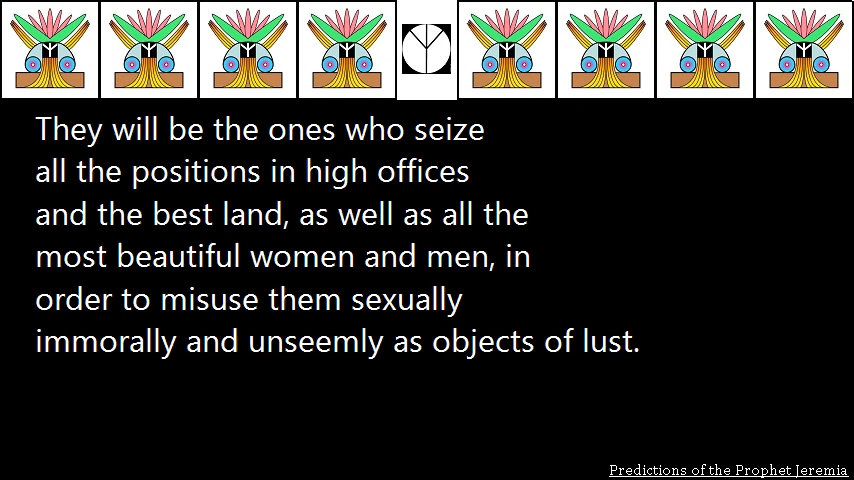 They will be the ones who seize
all the positions in high offices
and the best land, as well as all the
most beautiful women and men, in
order to misuse them sexually
immorally and unseemly as objects of lust.
Predictions of the Prophet Jeremia